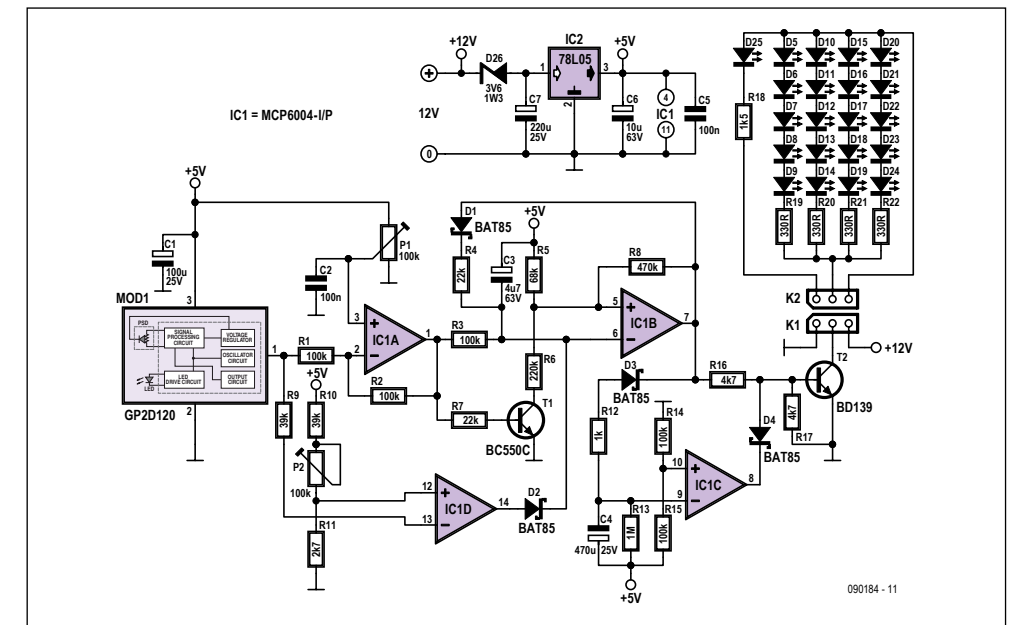 IC1 = MCP6004-I/P
+12V
12V
0
D26
3V6
1W3
IC2
78L05
1
3
2
+5V
C7
220u
25V
C6
10u
63V
4
IC1
11
C5
100n
D25
R18
1k5
D5
D10
D15
D20
D6
D11
D16
D21
D7
D12
D17
D22
D8
D13
D18
D23
D9
D14
D19
D24
R19
R20
R21
R22
330R
330R
330R
330R
K2
K1
+12V
+5V
C1
100u
25V
MOD1
3
PSD
SIGNAL
PROCESSING
CIRCUIT
VOLTAGE
REGULATOR
OSCILLATOR
CIRCUIT
LED
DRIVE CIRCUIT
OUTPUT
CIRCUIT
LED
1
2
GP2D120
P1
100k
C2
100n
R1
100k
3
2
IC1A
1
R2
100k
+5V
R9
39k
R10
39k
P2
100k
R11
2k7
12
13
IC1D
14
D2
BAT85
D1
BAT85
R4
22k
C3
4u7
63V
+5V
R5
68k
R3
100k
R6
220k
R7
22k
T1
BC550C
R8
470k
5
6
IC1B
7
D3
BAT85
R12
1k
R14
100k
10
9
IC1C
8
R13
1M
R15
100k
C4
470u
25V
+5V
R16
4k7
D4
BAT85
R17
4k7
T2
BD139
090184 - 11